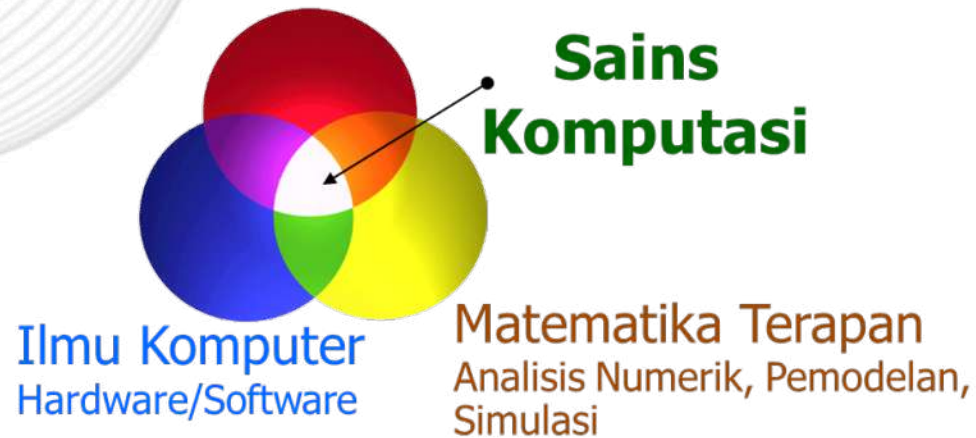 Sains
Komputasi
Ilmu Komputer
Hardware/Software
Matematika Terapan
Analisis Numerik, Pemodelan,
Simulasi